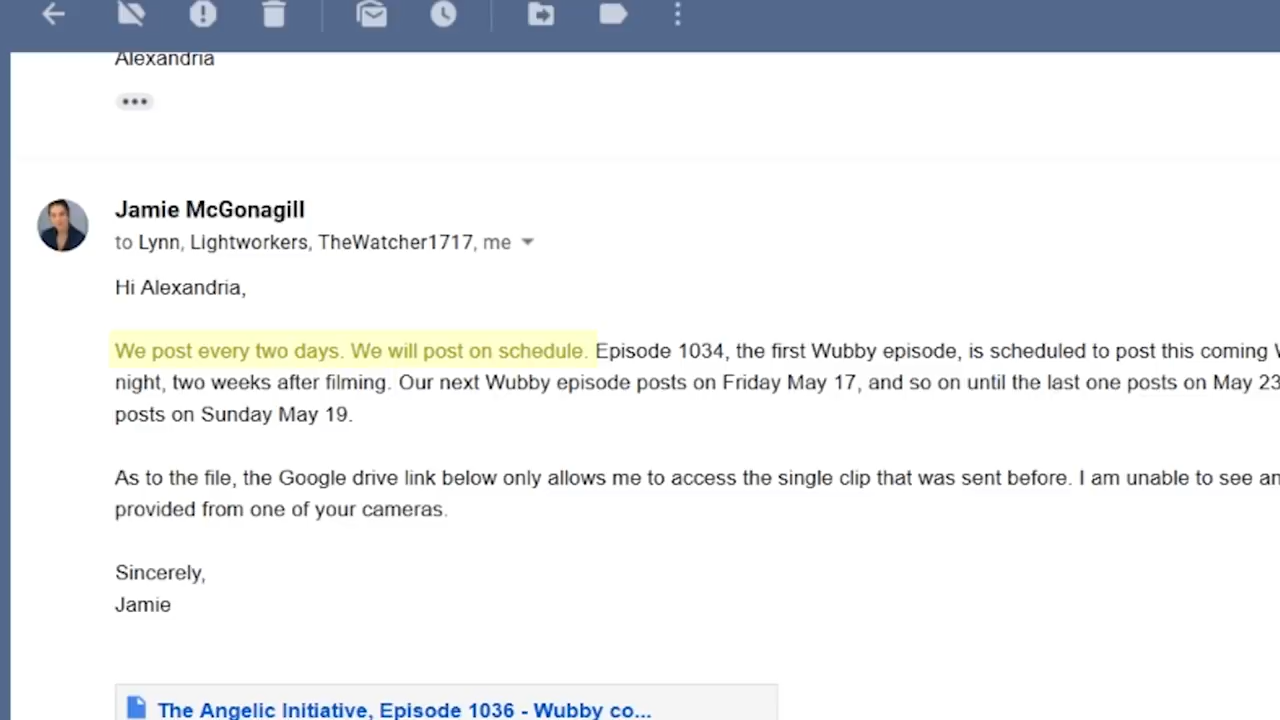 Alexandria
Jamie McGonagill
to Lynn, Lightworkers, TheWatcher1717, me
Hi Alexandria,
We post every two days. We will post on schedule. Episode 1034, the first Wubby episode, is scheduled to post this coming
night, two weeks after filming. Our next Wubby episode posts on Friday May 17, and so on until the last one posts on May 23
posts on Sunday May 19.
As to the file, the Google drive link below only allows me to access the single clip that was sent before. I am unable to see
provided from one of your cameras.
Sincerely,
Jamie
The Angelic Initiative, Episode 1036 - Wubby co...